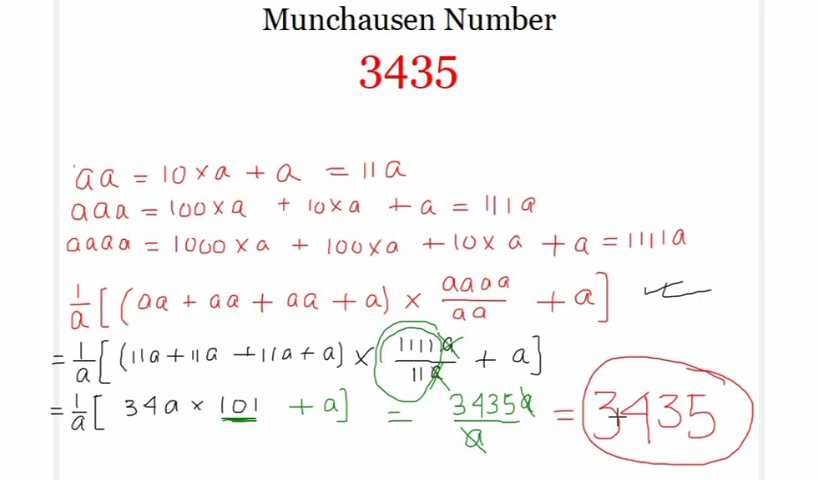 Munchausen Number
3435
aa = 10×a + a = 11a
aaa = 100×a + 10×a + a = 111a
aaaa = 1000×a + 100×a + 10×a + a = 1111a
1/a [(aa + aa + aa + a) × aaaa/aa + a]
= 1/a [(11a + 11a + 11a + a) × 1111a/11a + a]
= 1/a [34a × 101 + a] = 3435a/a = 3435